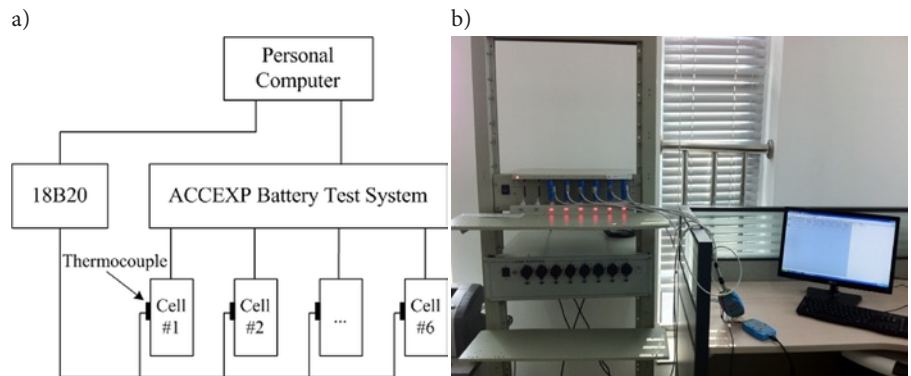 a)
b)
Personal
Computer
18B20
ACCEXP Battery Test System
Thermocouple
Cell
#1
Cell
#2
...
Cell
#6